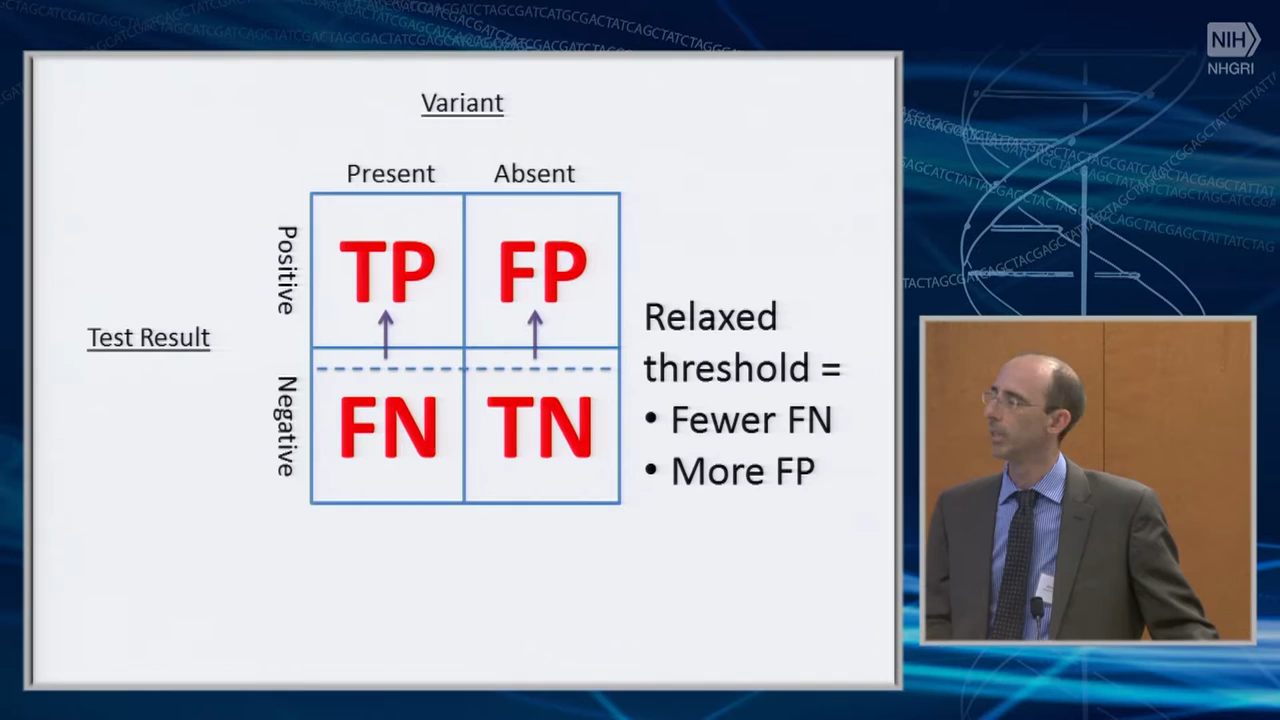 NIH
NHGRI
Variant
Present Absent
Positive
TP FP
Test Result
Negative
FN TN
Relaxed
threshold =
• Fewer FN
• More FP